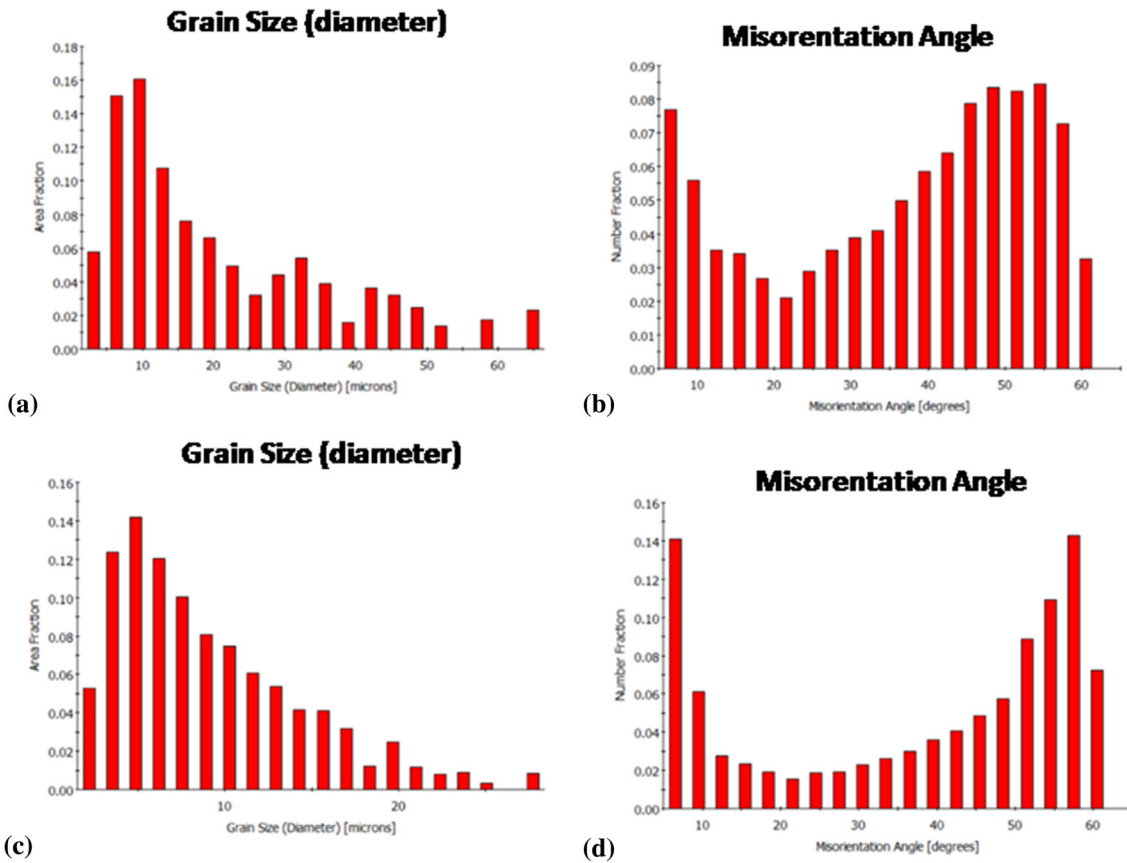 Grain Size (diameter)
0.18
0.16
0.14
0.12
0.10
0.08
0.06
0.04
0.02
0.00
Area Fraction
10 20 30 40 50 60
Grain Size (Diameter) [microns]
(a)
Misorentation Angle
0.09
0.08
0.07
0.06
0.05
0.04
0.03
0.02
0.01
0.00
Number Fraction
10 20 30 40 50 60
Misorientation Angle [degrees]
(b)
Grain Size (diameter)
0.16
0.14
0.12
0.10
0.08
0.06
0.04
0.02
0.00
Area Fraction
10 20
Grain Size (Diameter) [microns]
(c)
Misorentation Angle
0.16
0.14
0.12
0.10
0.08
0.06
0.04
0.02
0.00
Number Fraction
10 20 30 40 50 60
Misorientation Angle [degrees]
(d)